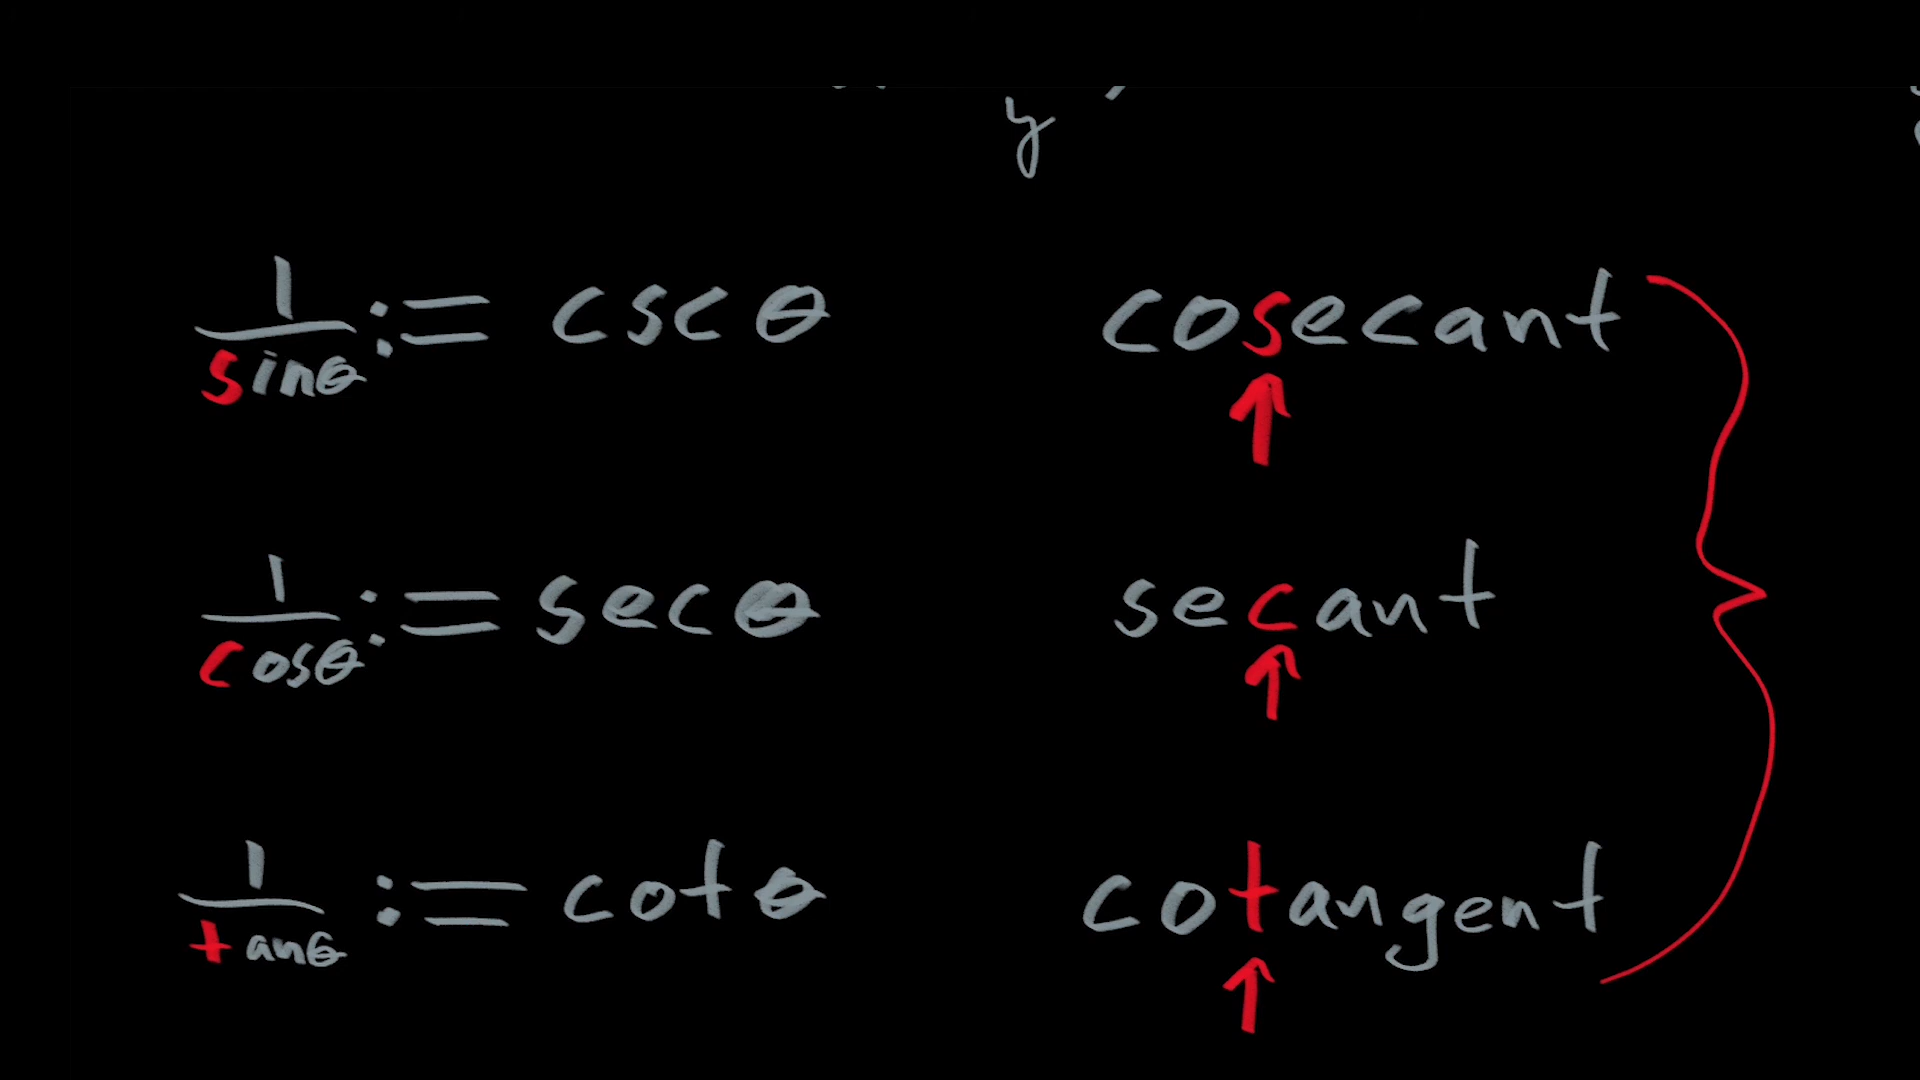 y
1/sinθ := cscθ cosecant
1/cosθ := secθ secant
1/tanθ := cotθ cotangent